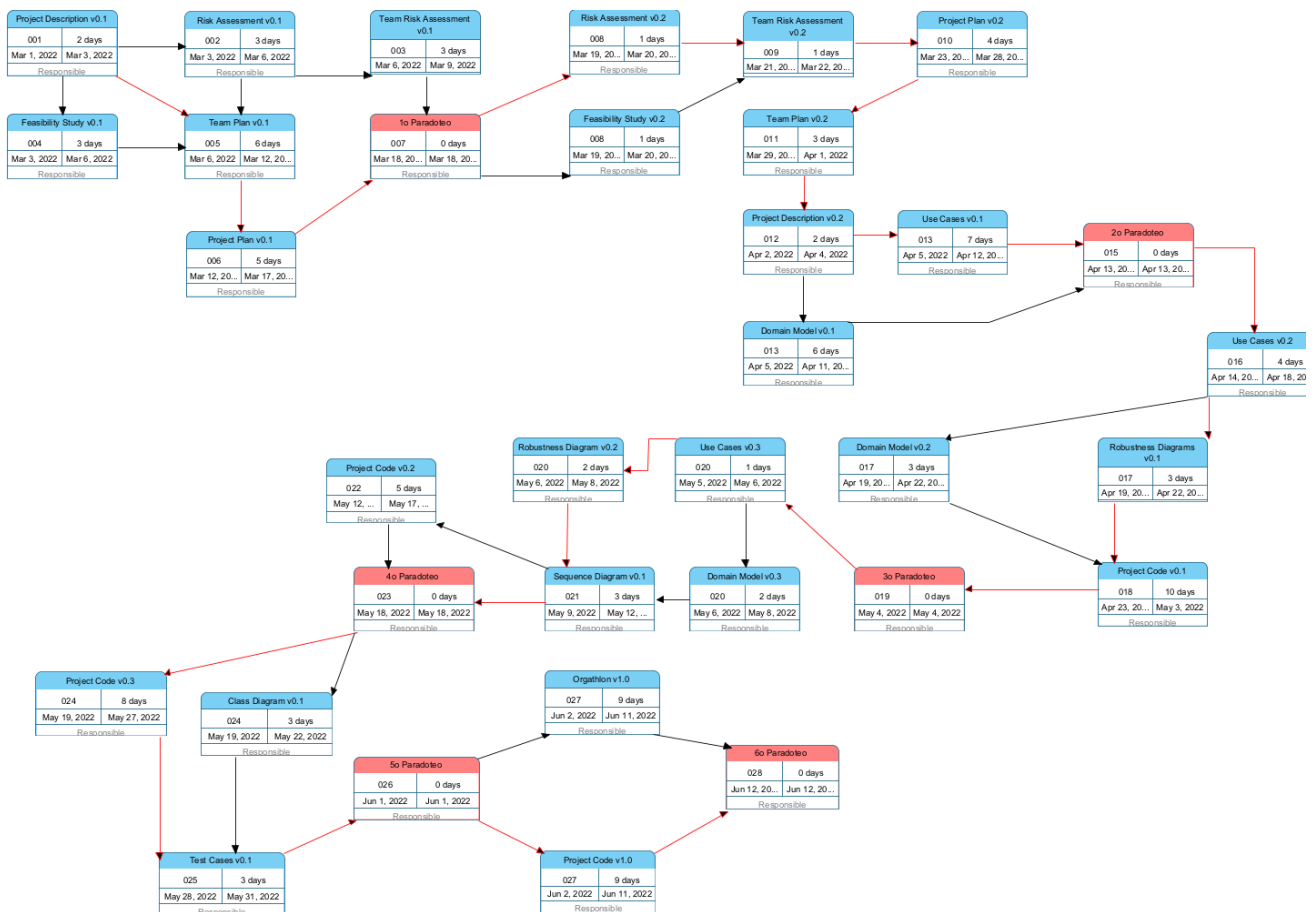 Project Description v0.1
001 2 days
Mar 1, 2022 Mar 3, 2022
Responsible
Risk Assessment v0.1
002 3 days
Mar 3, 2022 Mar 6, 2022
Responsible
Team Risk Assessment
v0.1
003 3 days
Mar 6, 2022 Mar 9, 2022
Responsible
Risk Assessment v0.2
008 1 days
Mar 19, 20... Mar 20, 20...
Responsible
Team Risk Assessment
v0.2
009 1 days
Mar 21, 20... Mar 22, 20...
Responsible
Project Plan v0.2
010 4 days
Mar 23, 20... Mar 28, 20...
Responsible
Feasibility Study v0.1
004 3 days
Mar 3, 2022 Mar 6, 2022
Responsible
Team Plan v0.1
005 6 days
Mar 6, 2022 Mar 12, 20...
Responsible
1o Paradoteo
007 0 days
Mar 18, 20... Mar 18, 20...
Responsible
Feasibility Study v0.2
008 1 days
Mar 19, 20... Mar 20, 20...
Responsible
Team Plan v0.2
011 3 days
Mar 29, 20... Apr 1, 2022
Responsible
Project Plan v0.1
006 5 days
Mar 12, 20... Mar 17, 20...
Responsible
Project Description v0.2
012 2 days
Apr 2, 2022 Apr 4, 2022
Responsible
Use Cases v0.1
013 7 days
Apr 5, 2022 Apr 12, 20...
Responsible
2o Paradoteo
015 0 days
Apr 13, 20... Apr 13, 20...
Responsible
Domain Model v0.1
013 6 days
Apr 5, 2022 Apr 11, 20...
Responsible
Use Cases v0.2
016 4 days
Apr 14, 20... Apr 18, 20
Responsible
Project Code v0.2
022 5 days
May 12, ... May 17, ...
Responsible
Robustness Diagram v0.2
020 2 days
May 6, 2022 May 8, 2022
Responsible
Use Cases v0.3
020 1 days
May 5, 2022 May 6, 2022
Responsible
Domain Model v0.2
017 3 days
Apr 19, 20... Apr 22, 20...
Responsible
Robustness Diagrams
v0.1
017 3 days
Apr 19, 20... Apr 22, 20...
Responsible
4o Paradoteo
023 0 days
May 18, 2022 May 18, 2022
Responsible
Sequence Diagram v0.1
021 3 days
May 9, 2022 May 12, ...
Responsible
Domain Model v0.3
020 2 days
May 6, 2022 May 8, 2022
Responsible
3o Paradoteo
019 0 days
May 4, 2022 May 4, 2022
Responsible
Project Code v0.1
018 10 days
Apr 23, 20... May 3, 2022
Responsible
Project Code v0.3
024 8 days
May 19, 2022 May 27, 2022
Responsible
Class Diagram v0.1
024 3 days
May 19, 2022 May 22, 2022
Responsible
Orgathlon v1.0
027 9 days
Jun 2, 2022 Jun 11, 2022
Responsible
5o Paradoteo
026 0 days
Jun 1, 2022 Jun 1, 2022
Responsible
6o Paradoteo
028 0 days
Jun 12, 20... Jun 12, 20...
Responsible
Test Cases v0.1
025 3 days
May 28, 2022 May 31, 2022
Responsible
Project Code v1.0
027 9 days
Jun 2, 2022 Jun 11, 2022
Responsible